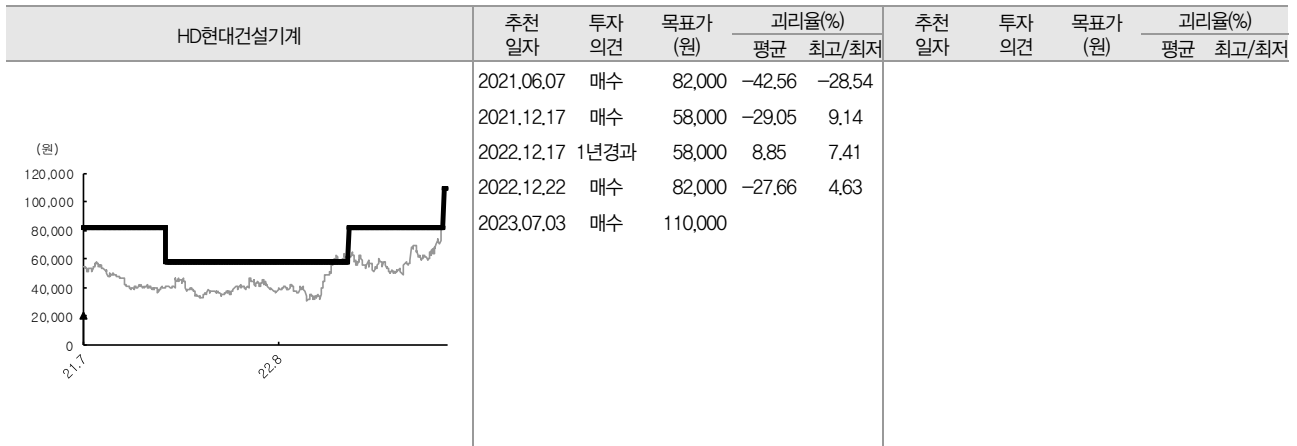 HD현대건설기계
추천 일자 투자 의견 목표가 (원) 괴리율(%) 평균 최고/최저 추천 일자 투자 의견 목표가 (원) 괴리율(%) 평균 최고/최저
2021.06.07 매수 82,000 -42.56 -28.54
2021.12.17 매수 58,000 -29.05 9.14
2022.12.17 1년경과 58,000 8.85 7.41
2022.12.22 매수 82,000 -27.66 4.63
2023.07.03 매수 110,000
(원)
120,000
100,000
80,000
60,000
40,000
20,000
0
21.7 22.8